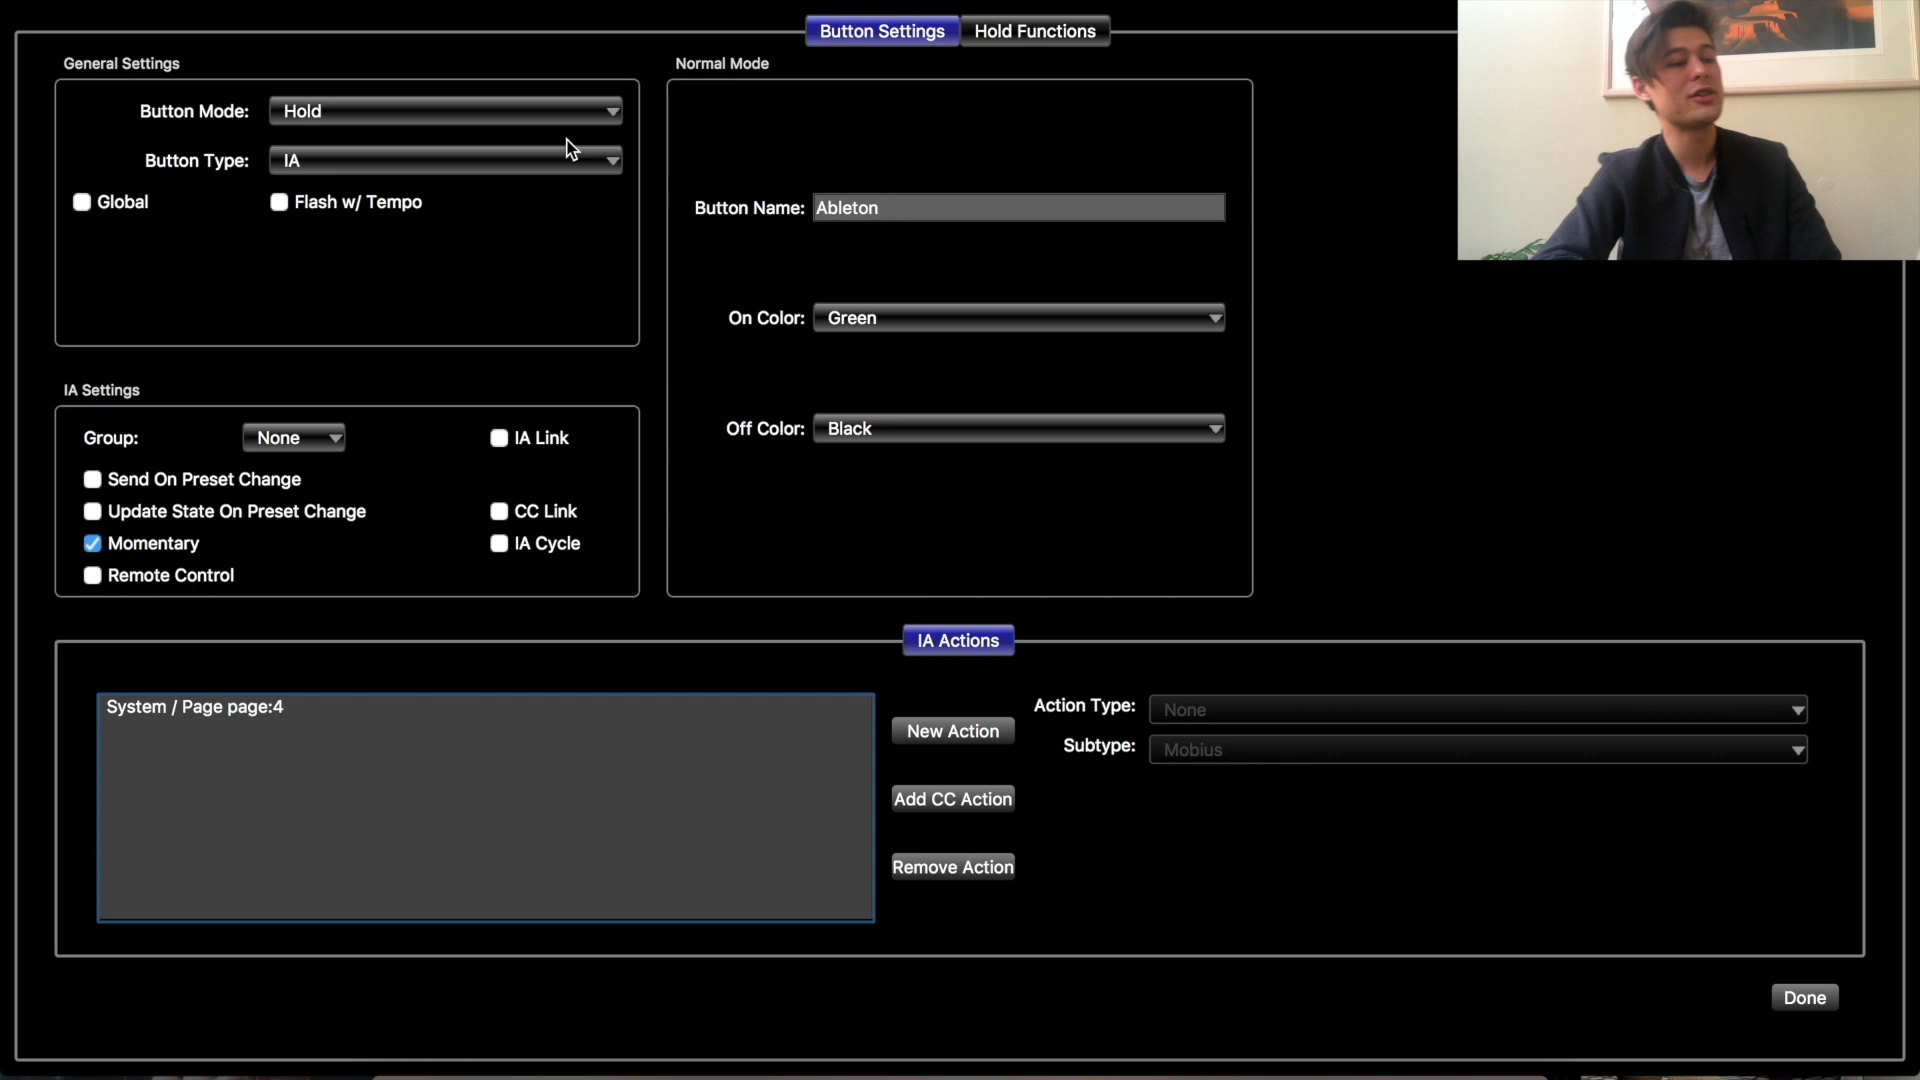 Button Settings
Hold Functions
General Settings
Button Mode: Hold
Button Type: IA
Global
Flash w/ Tempo
Normal Mode
Button Name: Ableton
On Color: Green
Off Color: Black
IA Settings
Group: None
IA Link
Send On Preset Change
Update State On Preset Change
CC Link
Momentary
IA Cycle
Remote Control
IA Actions
System / Page page:4
New Action
Add CC Action
Remove Action
Action Type: None
Subtype: Mobius
Done